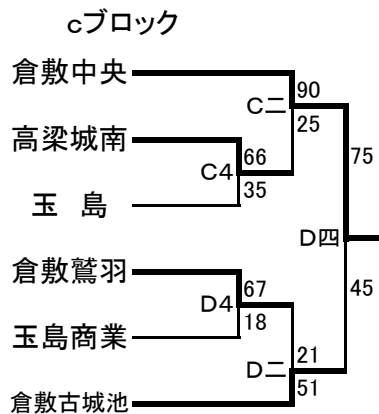 cブロック
倉敷中央
90
C二
25
高梁城南
66
75
C4
35
玉 島
D四
倉敷鷲羽
67
45
D4
18
玉島商業
21
D二
51
倉敷古城池